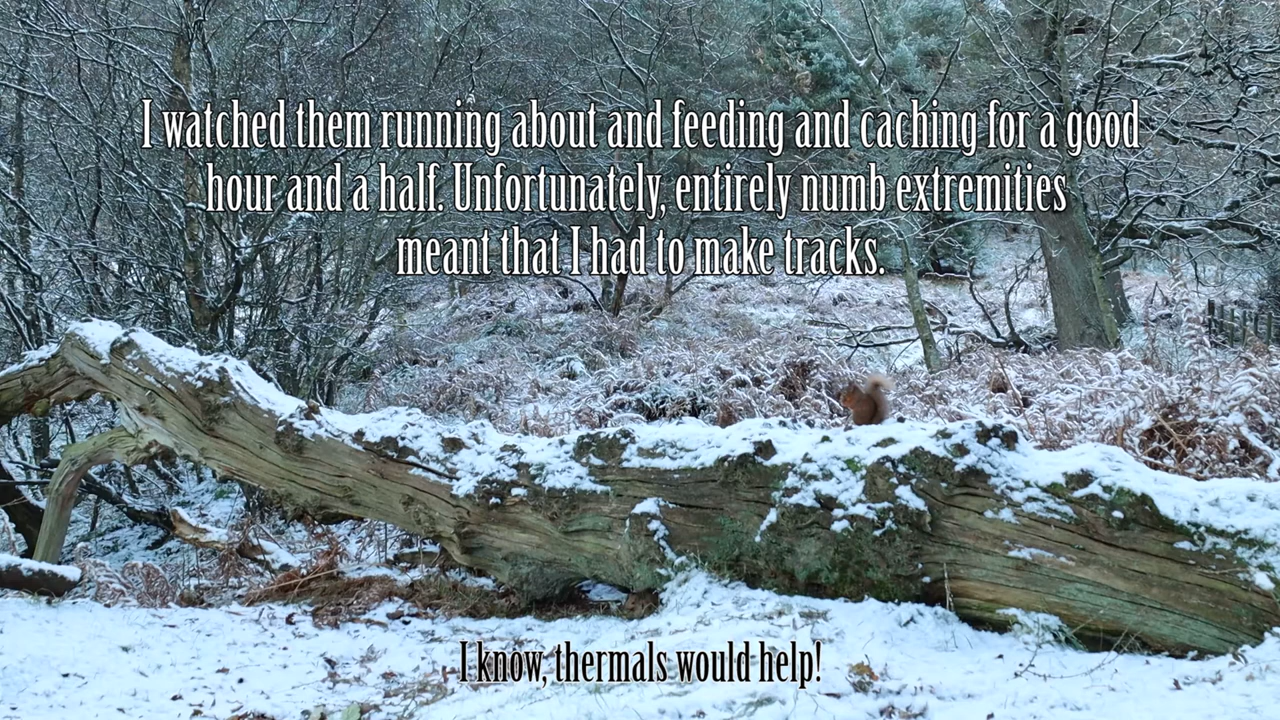 I watched them running about and feeding and caching for a good
hour and a half. Unfortunately, entirely numb extremities
meant that I had to make tracks.
I know, thermals would help!